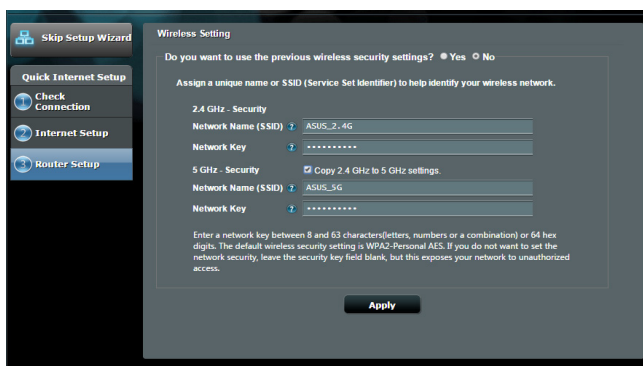 Skip Setup Wizard
Quick Internet Setup
1 Check
Connection
2 Internet Setup
3 Router Setup
Wireless Setting
Do you want to use the previous wireless security settings? Yes No
Assign a unique name or SSID (Service Set Identifier) to help identify your wireless network.
2.4 GHz - Security
Network Name (SSID) ? ASUS_2.4G
Network Key ? ••••••••••
5 GHz - Security Copy 2.4 GHz to 5 GHz settings.
Network Name (SSID) ? ASUS_5G
Network Key ? ••••••••••
Enter a network key between 8 and 63 characters(letters, numbers or a combination) or 64 hex
digits. The default wireless security setting is WPA2-Personal AES. If you do not want to set the
network security, leave the security key field blank, but this exposes your network to unauthorized
access.
Apply